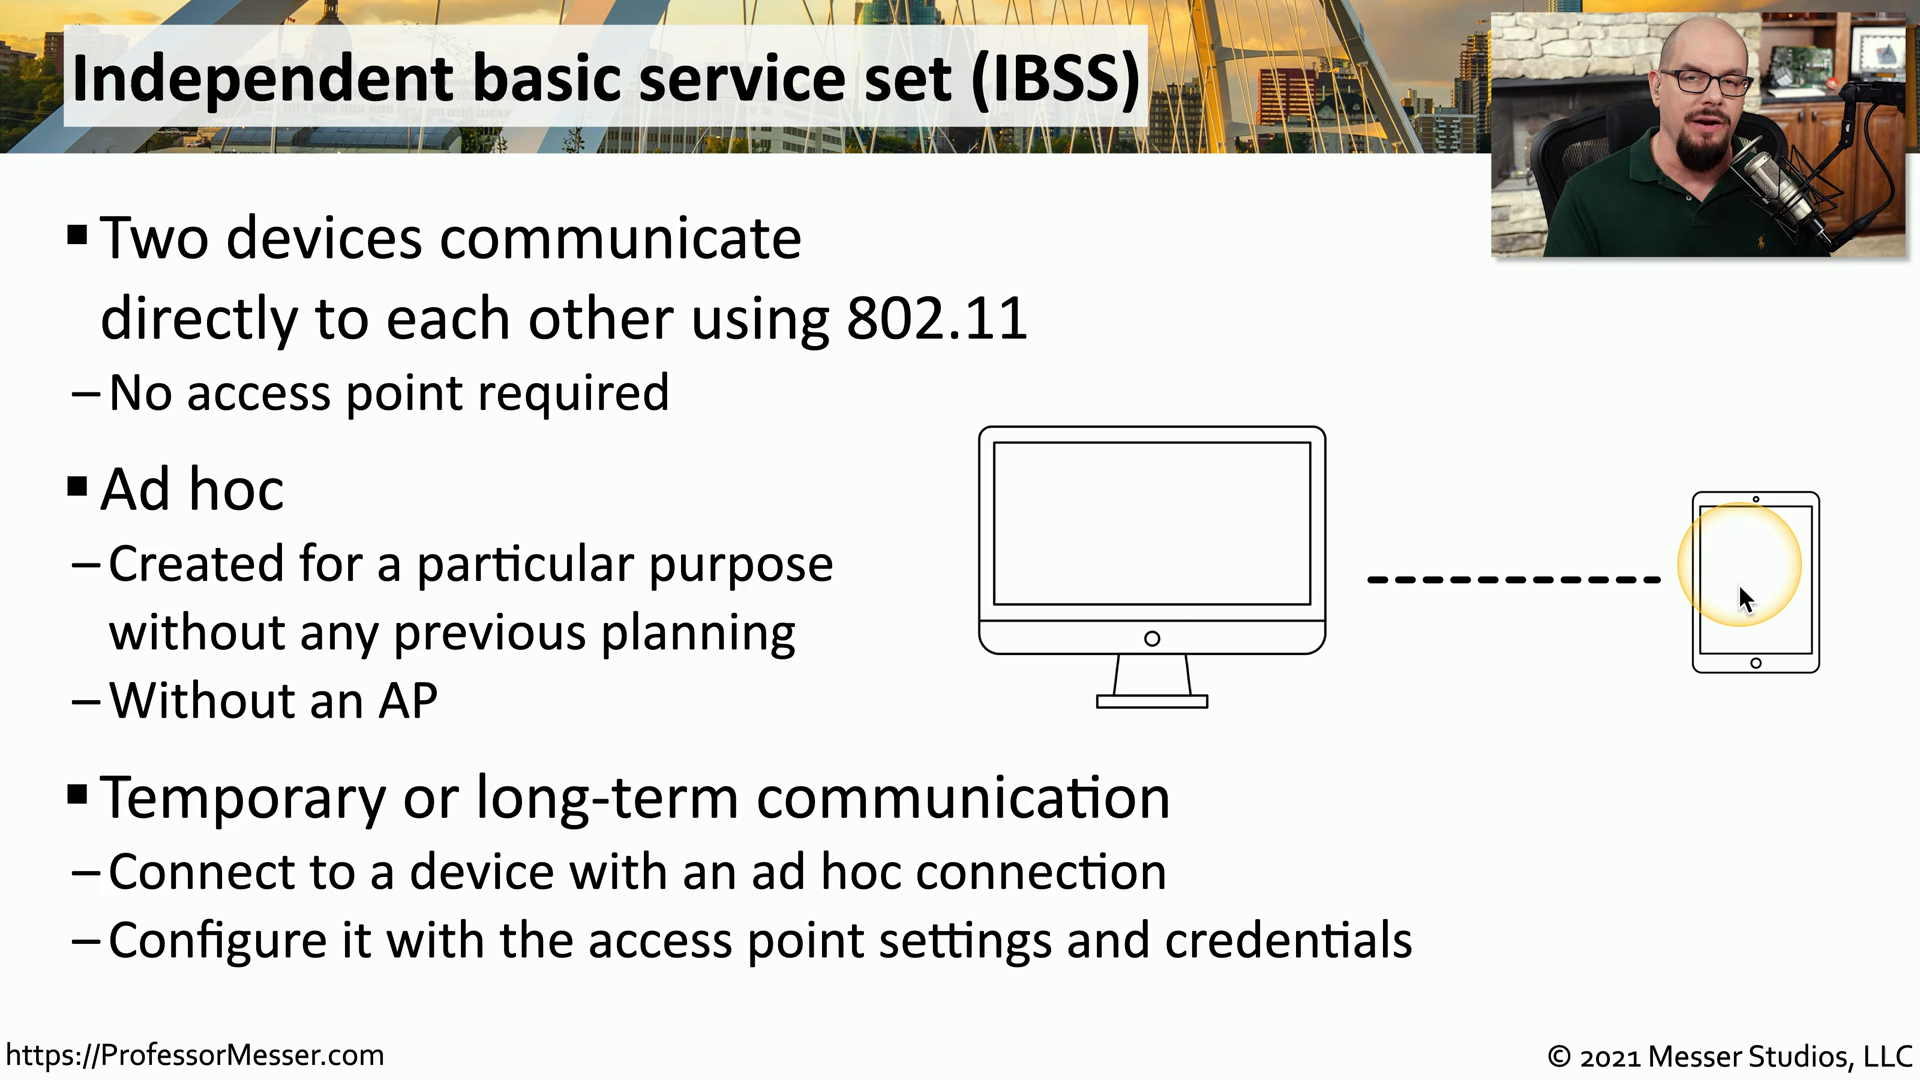 Independent basic service set (IBSS)
▪ Two devices communicate
directly to each other using 802.11
– No access point required
▪ Ad hoc
– Created for a particular purpose
without any previous planning
– Without an AP
▪ Temporary or long-term communication
– Connect to a device with an ad hoc connection
– Configure it with the access point settings and credentials
https://ProfessorMesser.com
© 2021 Messer Studios, LLC